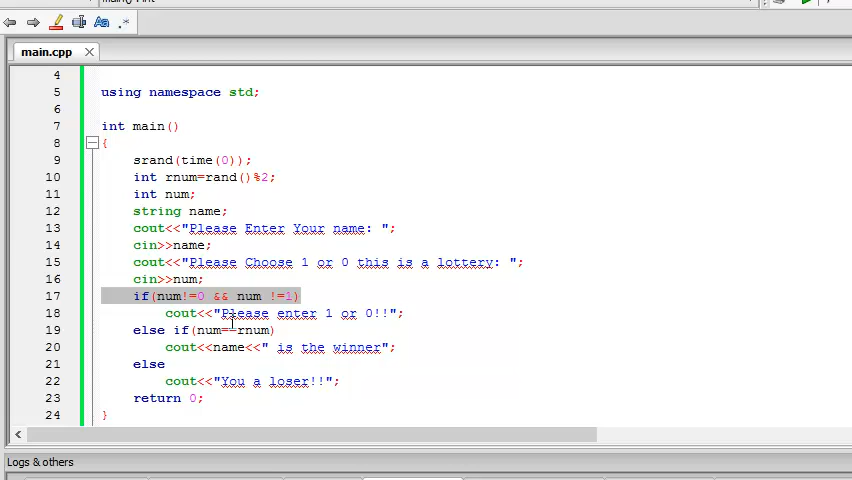 Aa .*
main.cpp
4
5 using namespace std;
6
7 int main()
8 {
9 srand(time(0));
10 int rnum=rand()%2;
11 int num;
12 string name;
13 cout<<"Please Enter Your name: ";
14 cin>>name;
15 cout<<"Please Choose 1 or 0 this is a lottery: ";
16 cin>>num;
17 if(num!=0 && num !=1)
18 cout<<"Please enter 1 or 0!!";
19 else if(num==rnum)
20 cout<<name<<" is the winner";
21 else
22 cout<<"You a loser!!";
23 return 0;
24 }
Logs & others